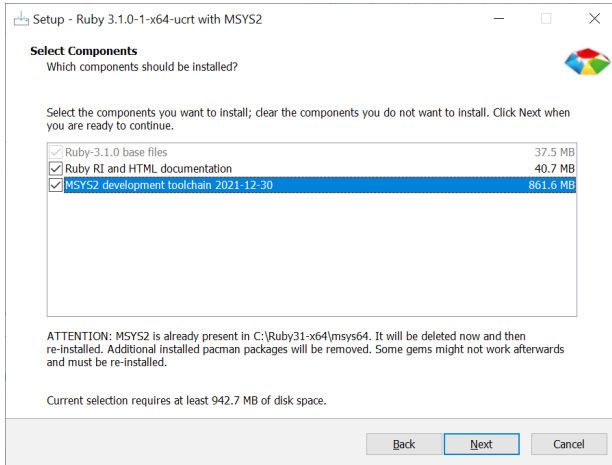 Setup - Ruby 3.1.0-1-x64-ucrt with MSYS2
Select Components
Which components should be installed?
Select the components you want to install; clear the components you do not want to install. Click Next when
you are ready to continue.
Ruby-3.1.0 base files 37.5 MB
Ruby RI and HTML documentation 40.7 MB
MSYS2 development toolchain 2021-12-30 861.6 MB
ATTENTION: MSYS2 is already present in C:\Ruby31-x64\msys64. It will be deleted now and then
re-installed. Additional installed pacman packages will be removed. Some gems might not work afterwards
and must be re-installed.
Current selection requires at least 942.7 MB of disk space.
Back Next Cancel